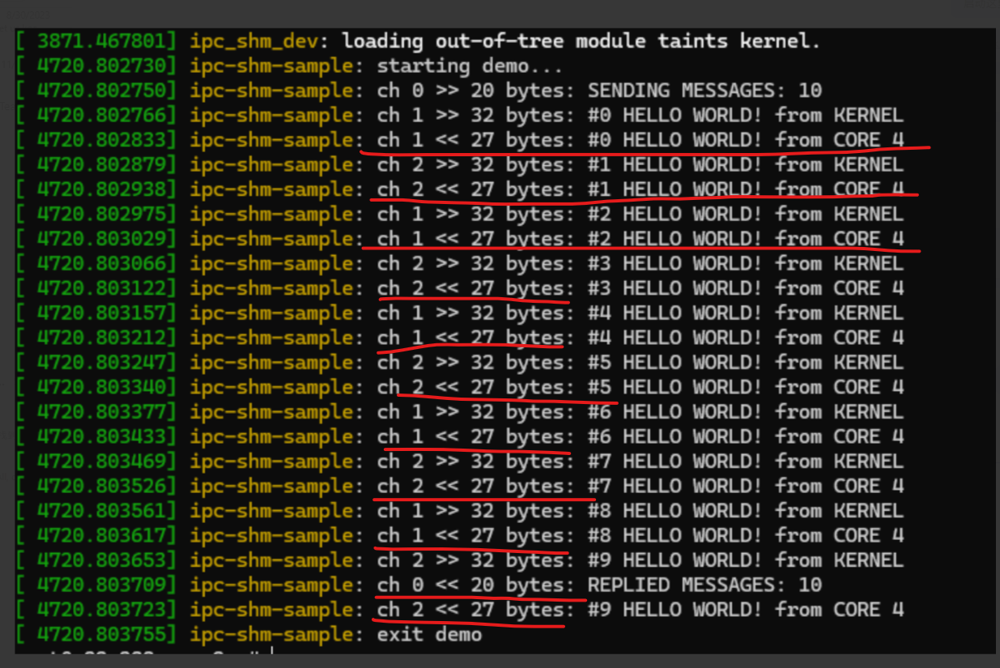 [ 3871.467801] ipc_shm_dev: loading out-of-tree module taints kernel.
[ 4720.802730] ipc-shm-sample: starting demo...
[ 4720.802750] ipc-shm-sample: ch 0 >> 20 bytes: SENDING MESSAGES: 10
[ 4720.802766] ipc-shm-sample: ch 1 >> 32 bytes: #0 HELLO WORLD! from KERNEL
[ 4720.802833] ipc-shm-sample: ch 1 << 27 bytes: #0 HELLO WORLD! from CORE 4
[ 4720.802879] ipc-shm-sample: ch 2 >> 32 bytes: #1 HELLO WORLD! from KERNEL
[ 4720.802938] ipc-shm-sample: ch 2 << 27 bytes: #1 HELLO WORLD! from CORE 4
[ 4720.802975] ipc-shm-sample: ch 1 >> 32 bytes: #2 HELLO WORLD! from KERNEL
[ 4720.803029] ipc-shm-sample: ch 1 << 27 bytes: #2 HELLO WORLD! from CORE 4
[ 4720.803066] ipc-shm-sample: ch 2 >> 32 bytes: #3 HELLO WORLD! from KERNEL
[ 4720.803122] ipc-shm-sample: ch 2 << 27 bytes: #3 HELLO WORLD! from CORE 4
[ 4720.803157] ipc-shm-sample: ch 1 >> 32 bytes: #4 HELLO WORLD! from KERNEL
[ 4720.803212] ipc-shm-sample: ch 1 << 27 bytes: #4 HELLO WORLD! from CORE 4
[ 4720.803247] ipc-shm-sample: ch 2 >> 32 bytes: #5 HELLO WORLD! from KERNEL
[ 4720.803340] ipc-shm-sample: ch 2 << 27 bytes: #5 HELLO WORLD! from CORE 4
[ 4720.803377] ipc-shm-sample: ch 1 >> 32 bytes: #6 HELLO WORLD! from KERNEL
[ 4720.803433] ipc-shm-sample: ch 1 << 27 bytes: #6 HELLO WORLD! from CORE 4
[ 4720.803469] ipc-shm-sample: ch 2 >> 32 bytes: #7 HELLO WORLD! from KERNEL
[ 4720.803526] ipc-shm-sample: ch 2 << 27 bytes: #7 HELLO WORLD! from CORE 4
[ 4720.803561] ipc-shm-sample: ch 1 >> 32 bytes: #8 HELLO WORLD! from KERNEL
[ 4720.803617] ipc-shm-sample: ch 1 << 27 bytes: #8 HELLO WORLD! from CORE 4
[ 4720.803653] ipc-shm-sample: ch 2 >> 32 bytes: #9 HELLO WORLD! from KERNEL
[ 4720.803709] ipc-shm-sample: ch 0 << 20 bytes: REPLIED MESSAGES: 10
[ 4720.803723] ipc-shm-sample: ch 2 << 27 bytes: #9 HELLO WORLD! from CORE 4
[ 4720.803755] ipc-shm-sample: exit demo